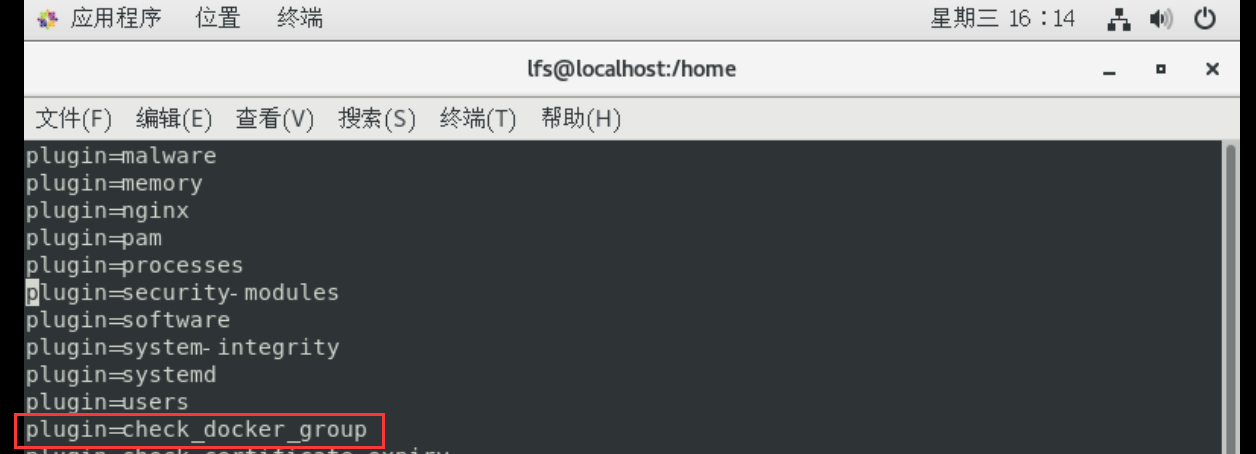 应用程序 位置 终端 星期三 16：14
lfs@localhost:/home
文件(F) 编辑(E) 查看(V) 搜索(S) 终端(T) 帮助(H)
plugin=malware
plugin=memory
plugin=nginx
plugin=pam
plugin=processes
plugin=security-modules
plugin=software
plugin=system-integrity
plugin=systemd
plugin=users
plugin=check_docker_group
plugin=check_certificate_expiry